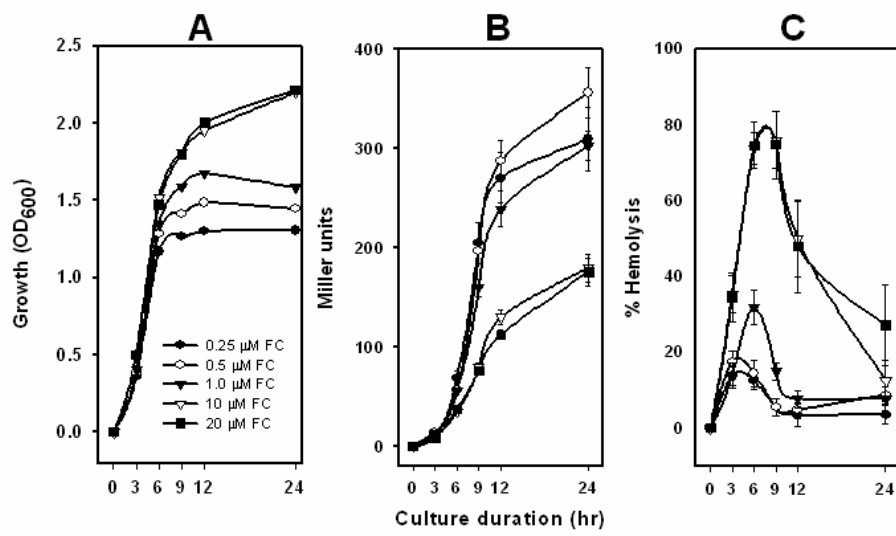 A B C
Growth (OD600)
2.5
2.0
1.5
1.0
0.5
0.0
0.25 µM FC
0.5 µM FC
1.0 µM FC
10 µM FC
20 µM FC
0 3 6 9 12 24
Miller units
400
300
200
100
0
0 3 6 9 12 24
% Hemolysis
100
80
60
40
20
0
0 3 6 9 12 24
Culture duration (hr)